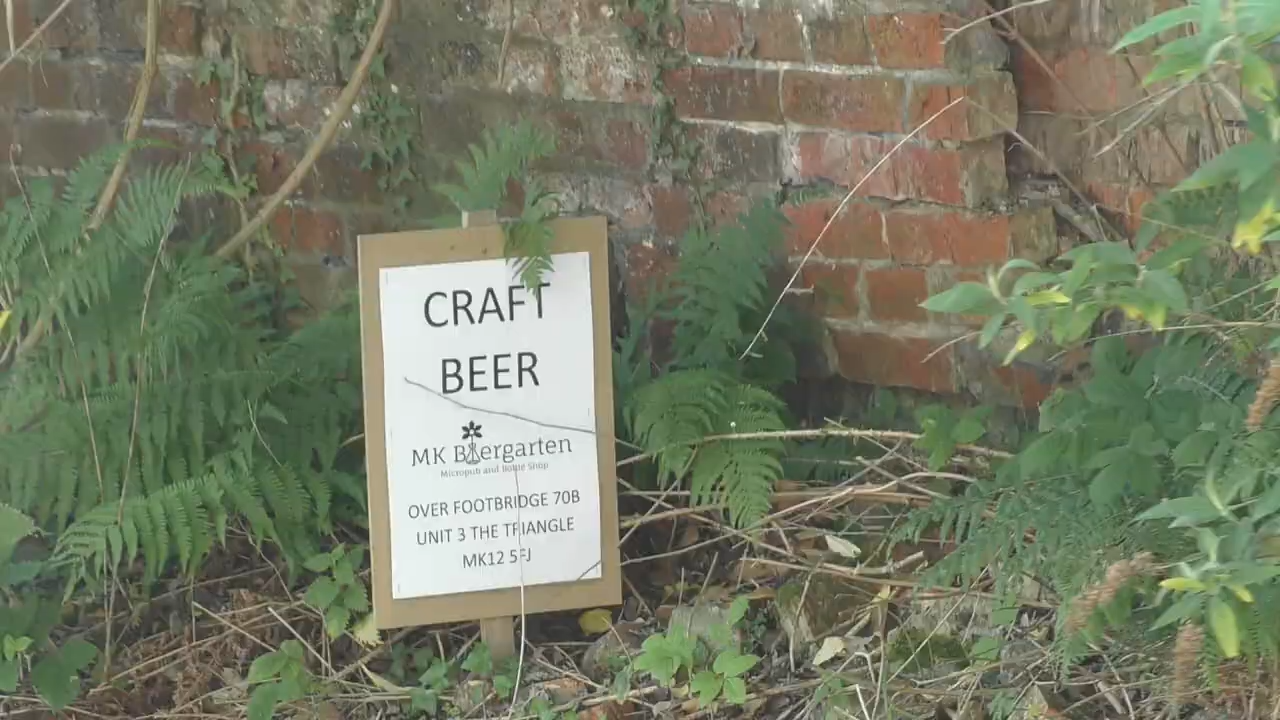 CRAFT
BEER
MK Biergarten
Micropub and Bottle Shop
OVER FOOTBRIDGE 70B
UNIT 3 THE TRIANGLE
MK12 5FJ